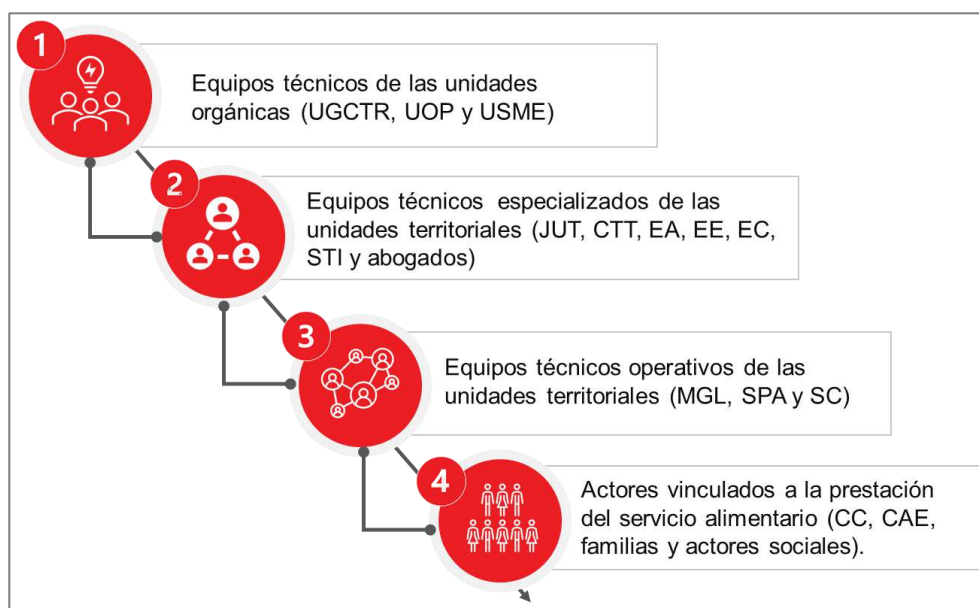 1
Equipos técnicos de las unidades
orgánicas (UGCTR, UOP y USME)
2
Equipos técnicos especializados de las
unidades territoriales (JUT, CTT, EA, EE, EC,
STI y abogados)
3
Equipos técnicos operativos de las
unidades territoriales (MGL, SPA y SC)
4
Actores vinculados a la prestación
del servicio alimentario (CC, CAE,
familias y actores sociales).